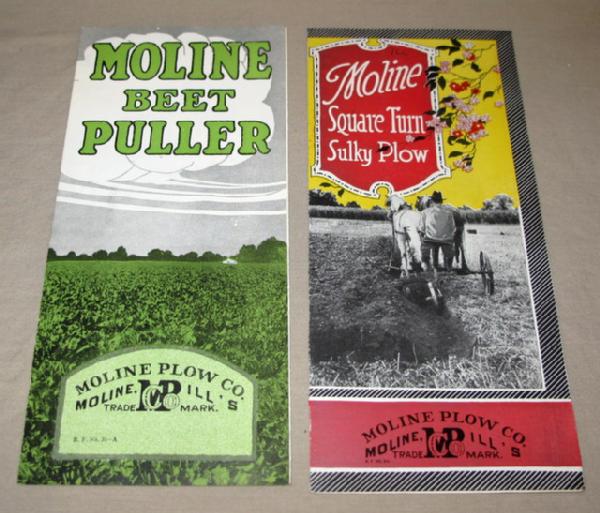 MOLINE
BEET
PULLER
MOLINE PLOW CO.
MOLINE, ILL'S
TRADE MARK.
The
Moline
Square Turn
Sulky Plow
MOLINE PLOW CO.
MOLINE, ILL'S
TRADE MARK.